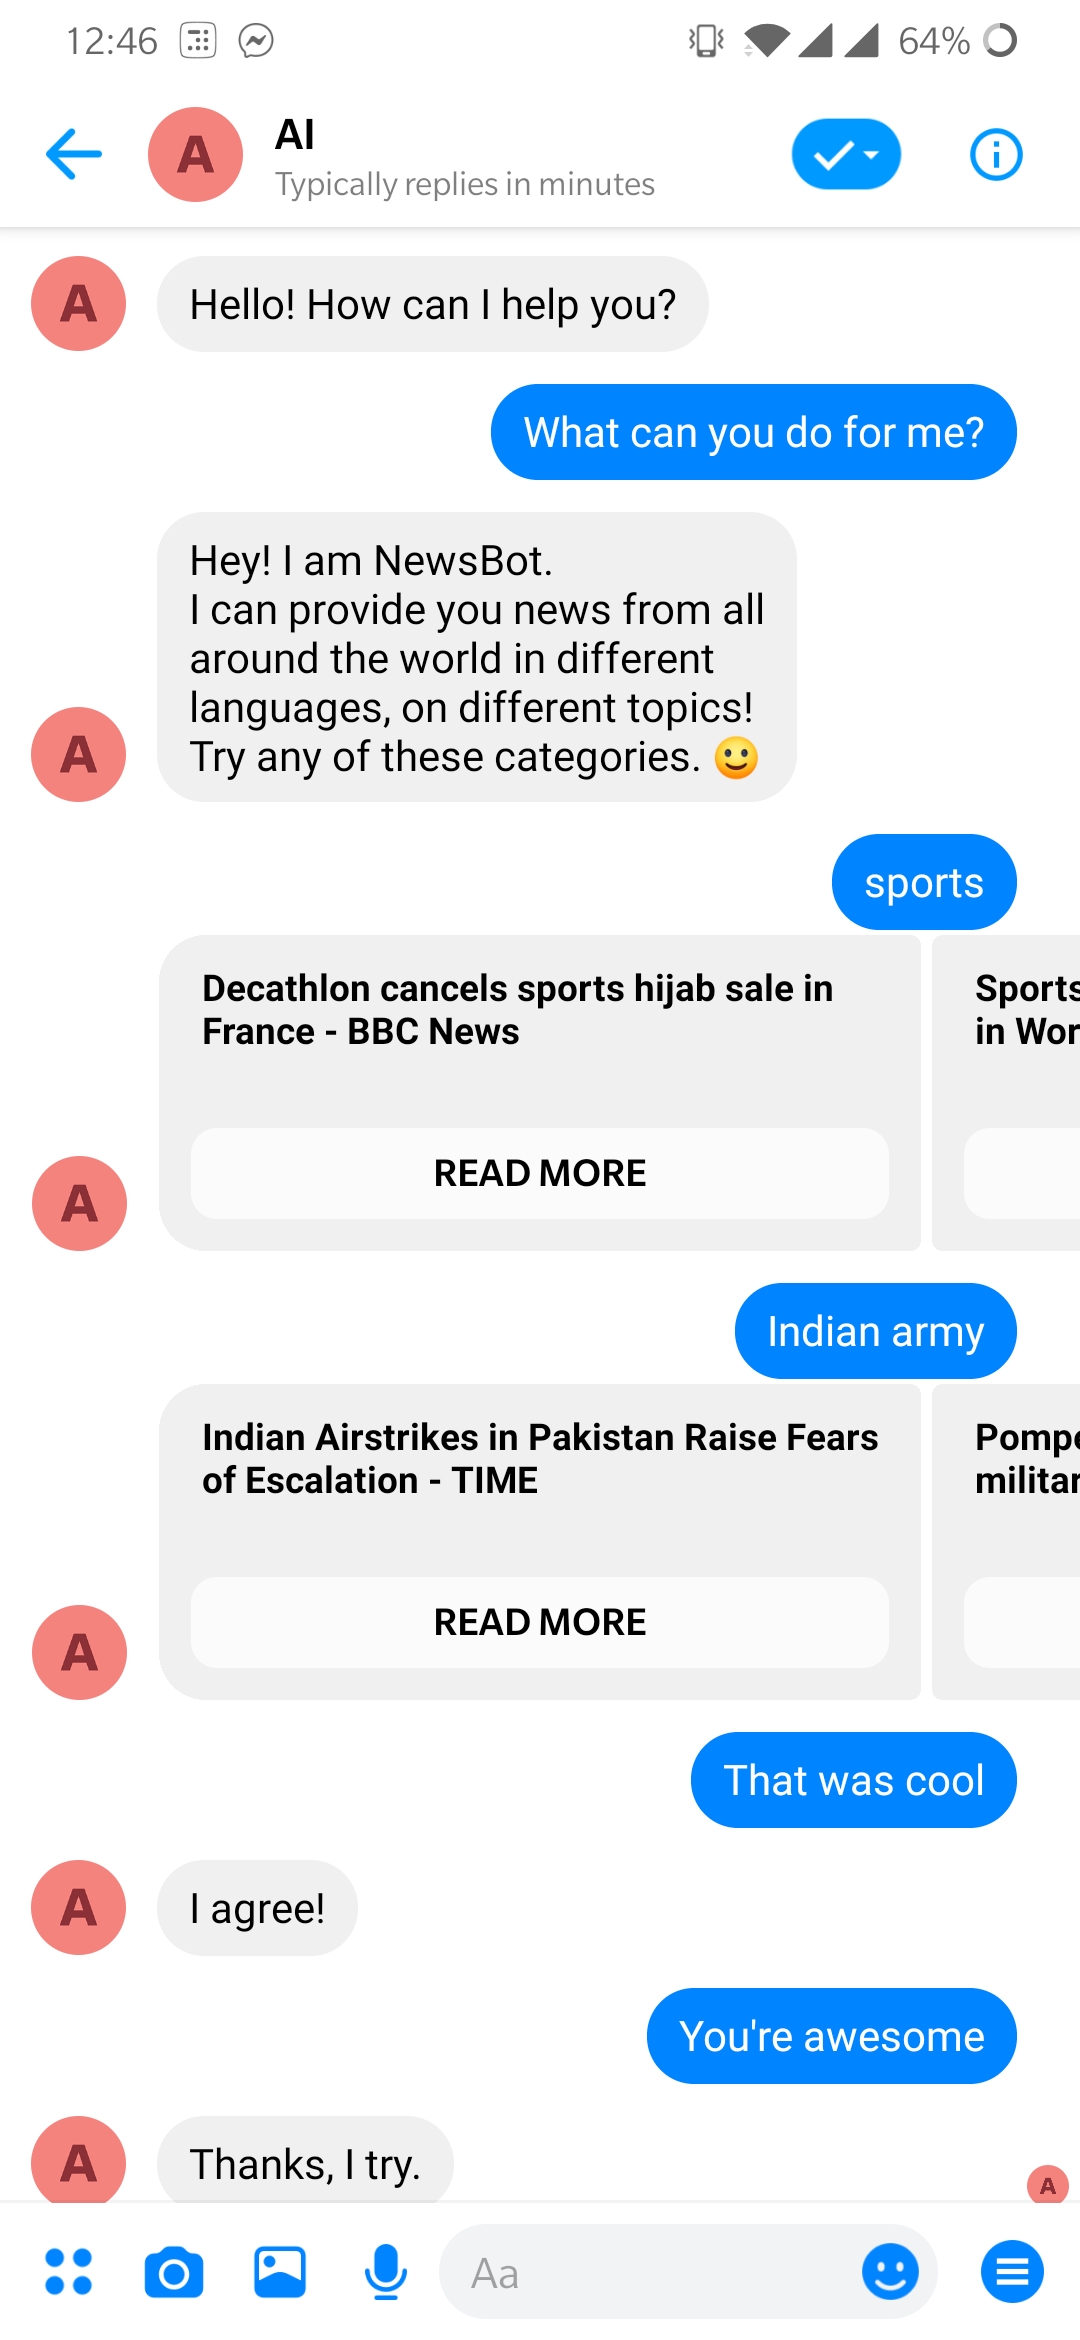 12:46
64%
A
AI
Typically replies in minutes
A
Hello! How can I help you?
What can you do for me?
Hey! I am NewsBot.
I can provide you news from all
around the world in different
languages, on different topics!
Try any of these categories. 🙂
A
sports
Decathlon cancels sports hijab sale in
France - BBC News
READ MORE
Sports
in Wor
A
Indian army
Indian Airstrikes in Pakistan Raise Fears
of Escalation - TIME
READ MORE
Pompe
militar
A
That was cool
A
I agree!
You're awesome
A
Thanks, I try.
A
Aa